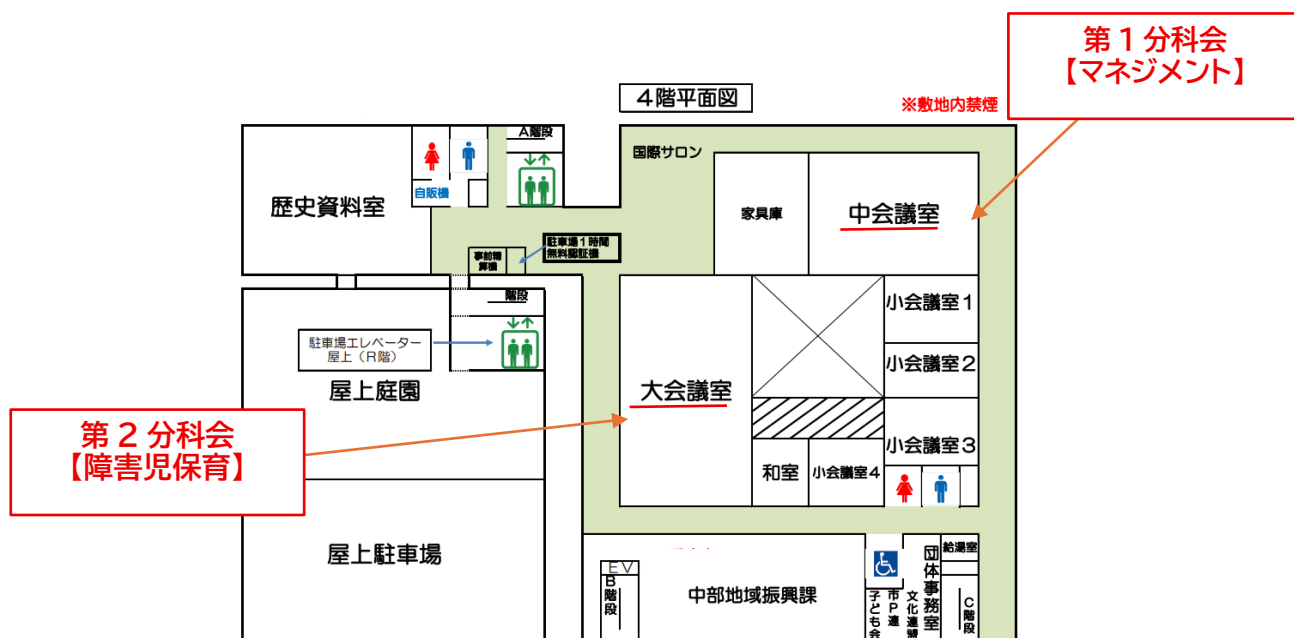 第1分科会
【マネジメント】
4階平面図
※敷地内禁煙
A階段
国際サロン
自販機
歴史資料室
家具庫
中会議室
駐車場1時間
無料認証機
事前精
算機
階段
小会議室1
駐車場エレベーター
屋上(R階)
小会議室2
屋上庭園
大会議室
第2分科会
【障害児保育】
小会議室3
和室
小会議室4
屋上駐車場
EV
B階段
中部地域振興課
子ども会
市P連
文化連盟
団体事務室
給湯室
C階段